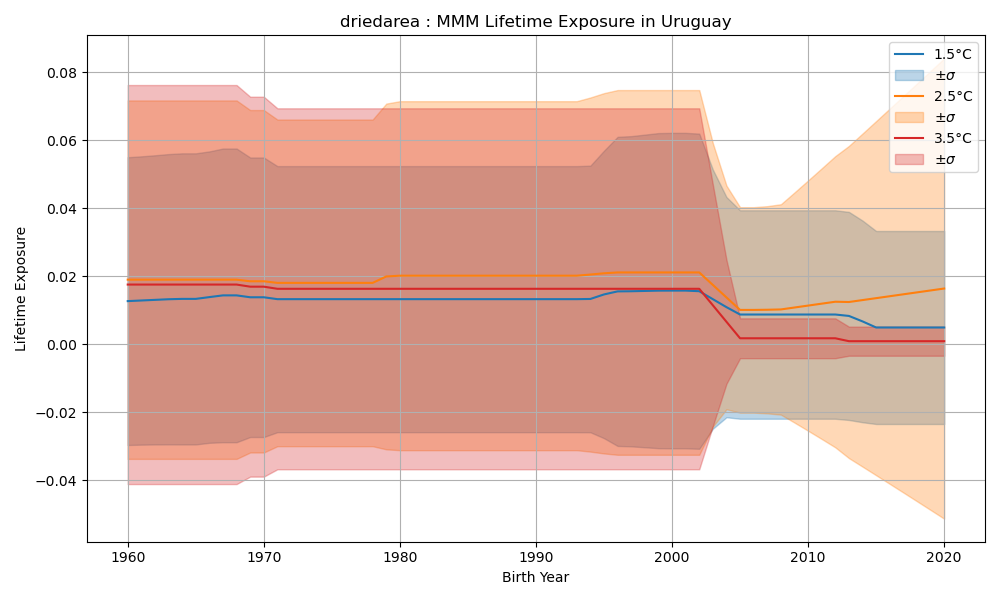 driedarea : MMM Lifetime Exposure in Uruguay
1.5°C
±σ
2.5°C
±σ
3.5°C
±σ
Lifetime Exposure
0.08
0.06
0.04
0.02
0.00
−0.02
−0.04
1960 1970 1980 1990 2000 2010 2020
Birth Year